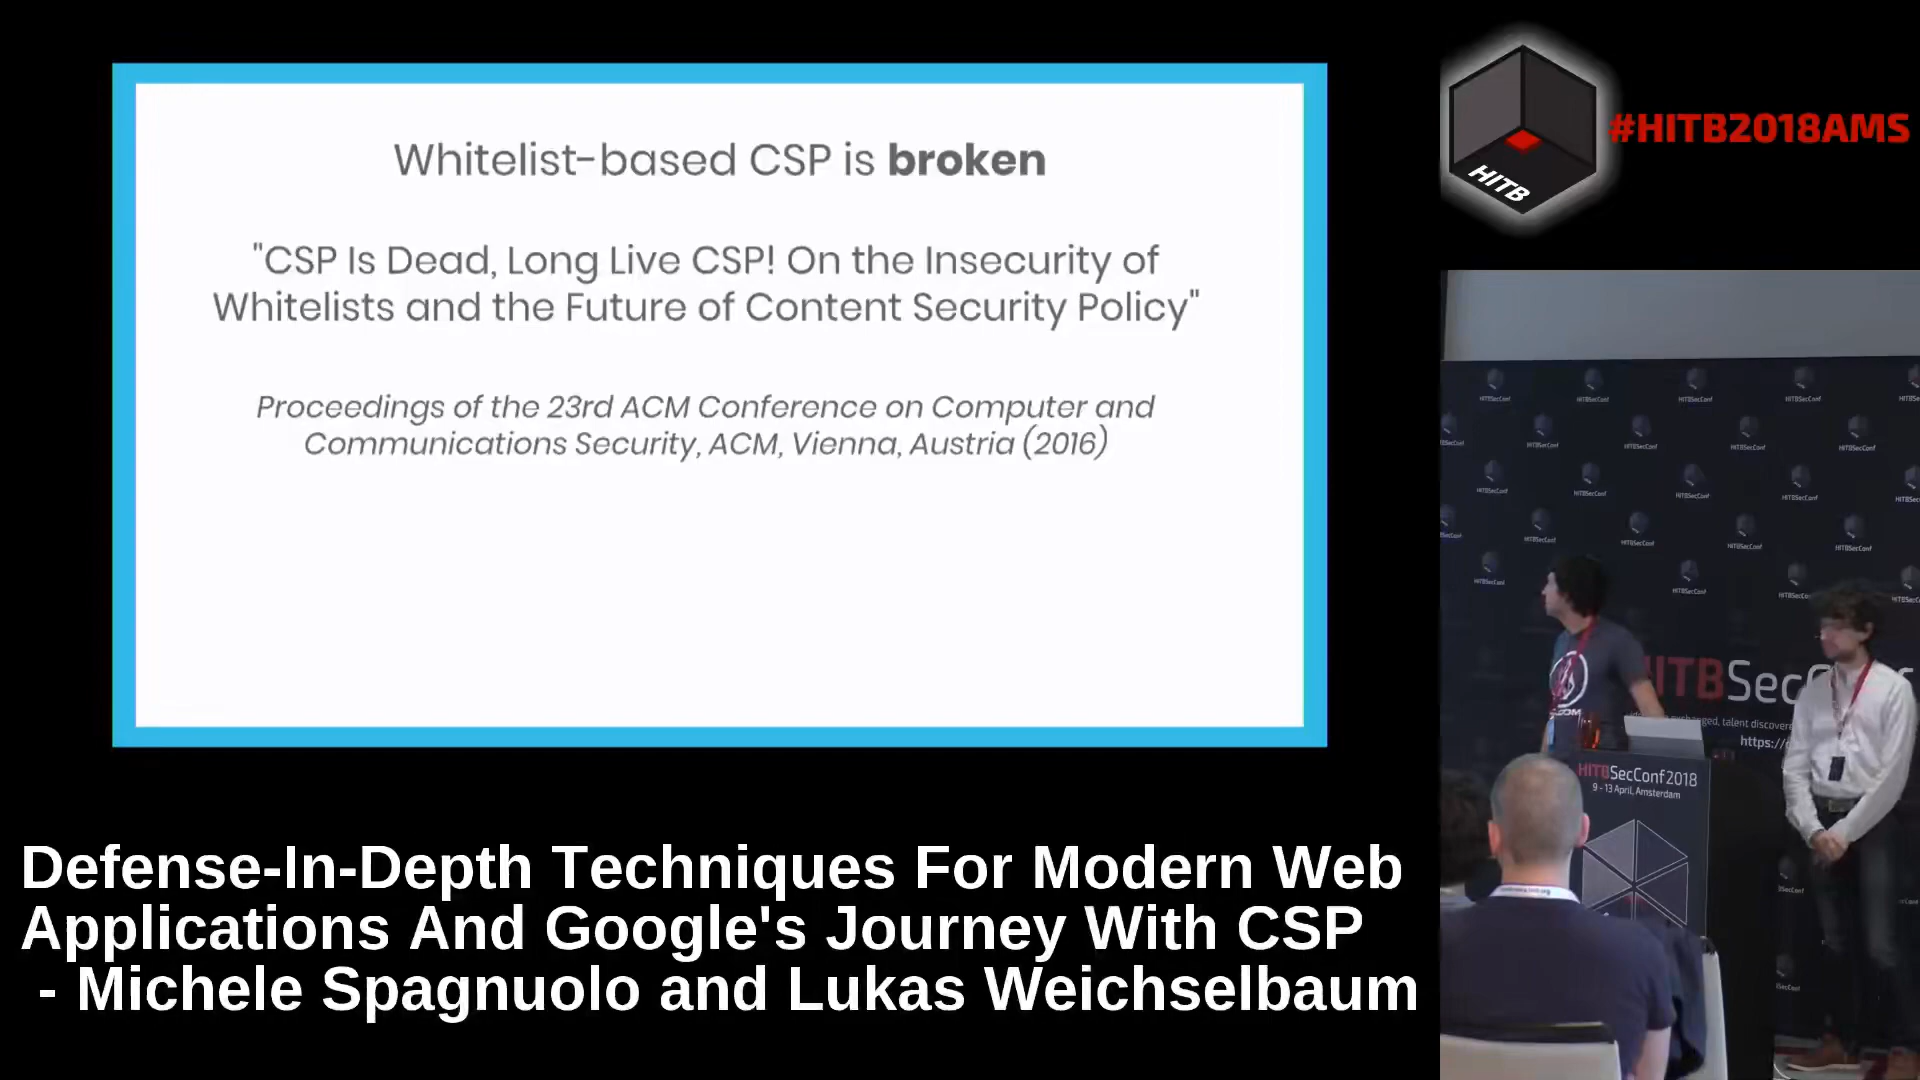 Whitelist-based CSP is broken
"CSP Is Dead, Long Live CSP! On the Insecurity of
Whitelists and the Future of Content Security Policy"
Proceedings of the 23rd ACM Conference on Computer and
Communications Security, ACM, Vienna, Austria (2016)
HITB
#HITB2018AMS
HITBSecConf
HITBSecConf2018
9 - 13 April, Amsterdam
https://
Defense-In-Depth Techniques For Modern Web
Applications And Google's Journey With CSP
- Michele Spagnuolo and Lukas Weichselbaum